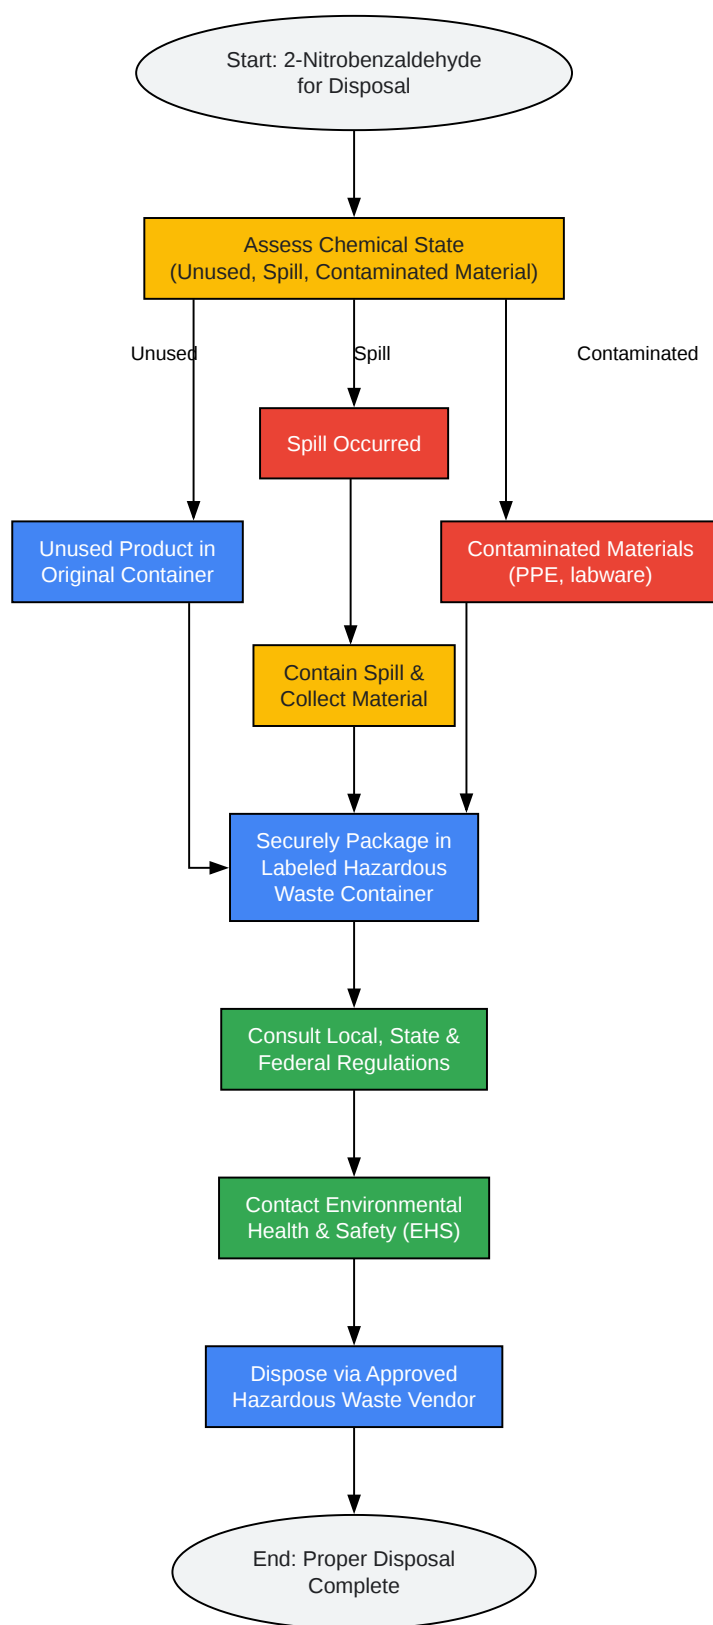 Start: 2-Nitrobenzaldehyde
for Disposal
Assess Chemical State
(Unused, Spill, Contaminated Material)
Unused
Spill
Contaminated
Spill Occurred
Unused Product in
Original Container
Contaminated Materials
(PPE, labware)
Contain Spill &
Collect Material
Securely Package in
Labeled Hazardous
Waste Container
Consult Local, State &
Federal Regulations
Contact Environmental
Health & Safety (EHS)
Dispose via Approved
Hazardous Waste Vendor
End: Proper Disposal
Complete